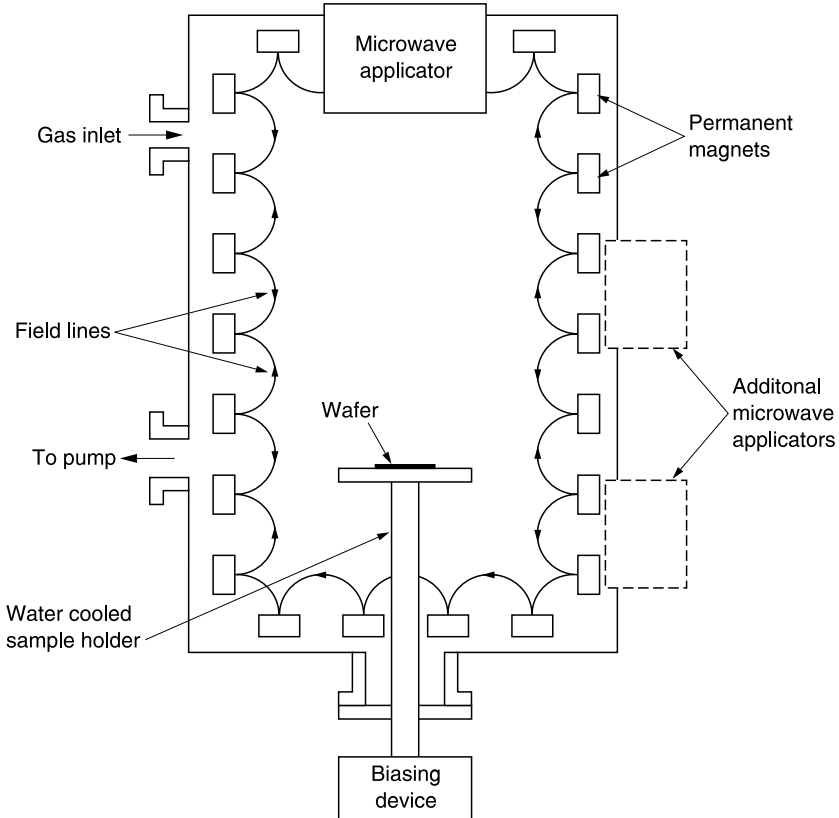 Microwave
applicator
Gas inlet
Permanent
magnets
Field lines
Wafer
Additonal
microwave
applicators
To pump
Water cooled
sample holder
Biasing
device